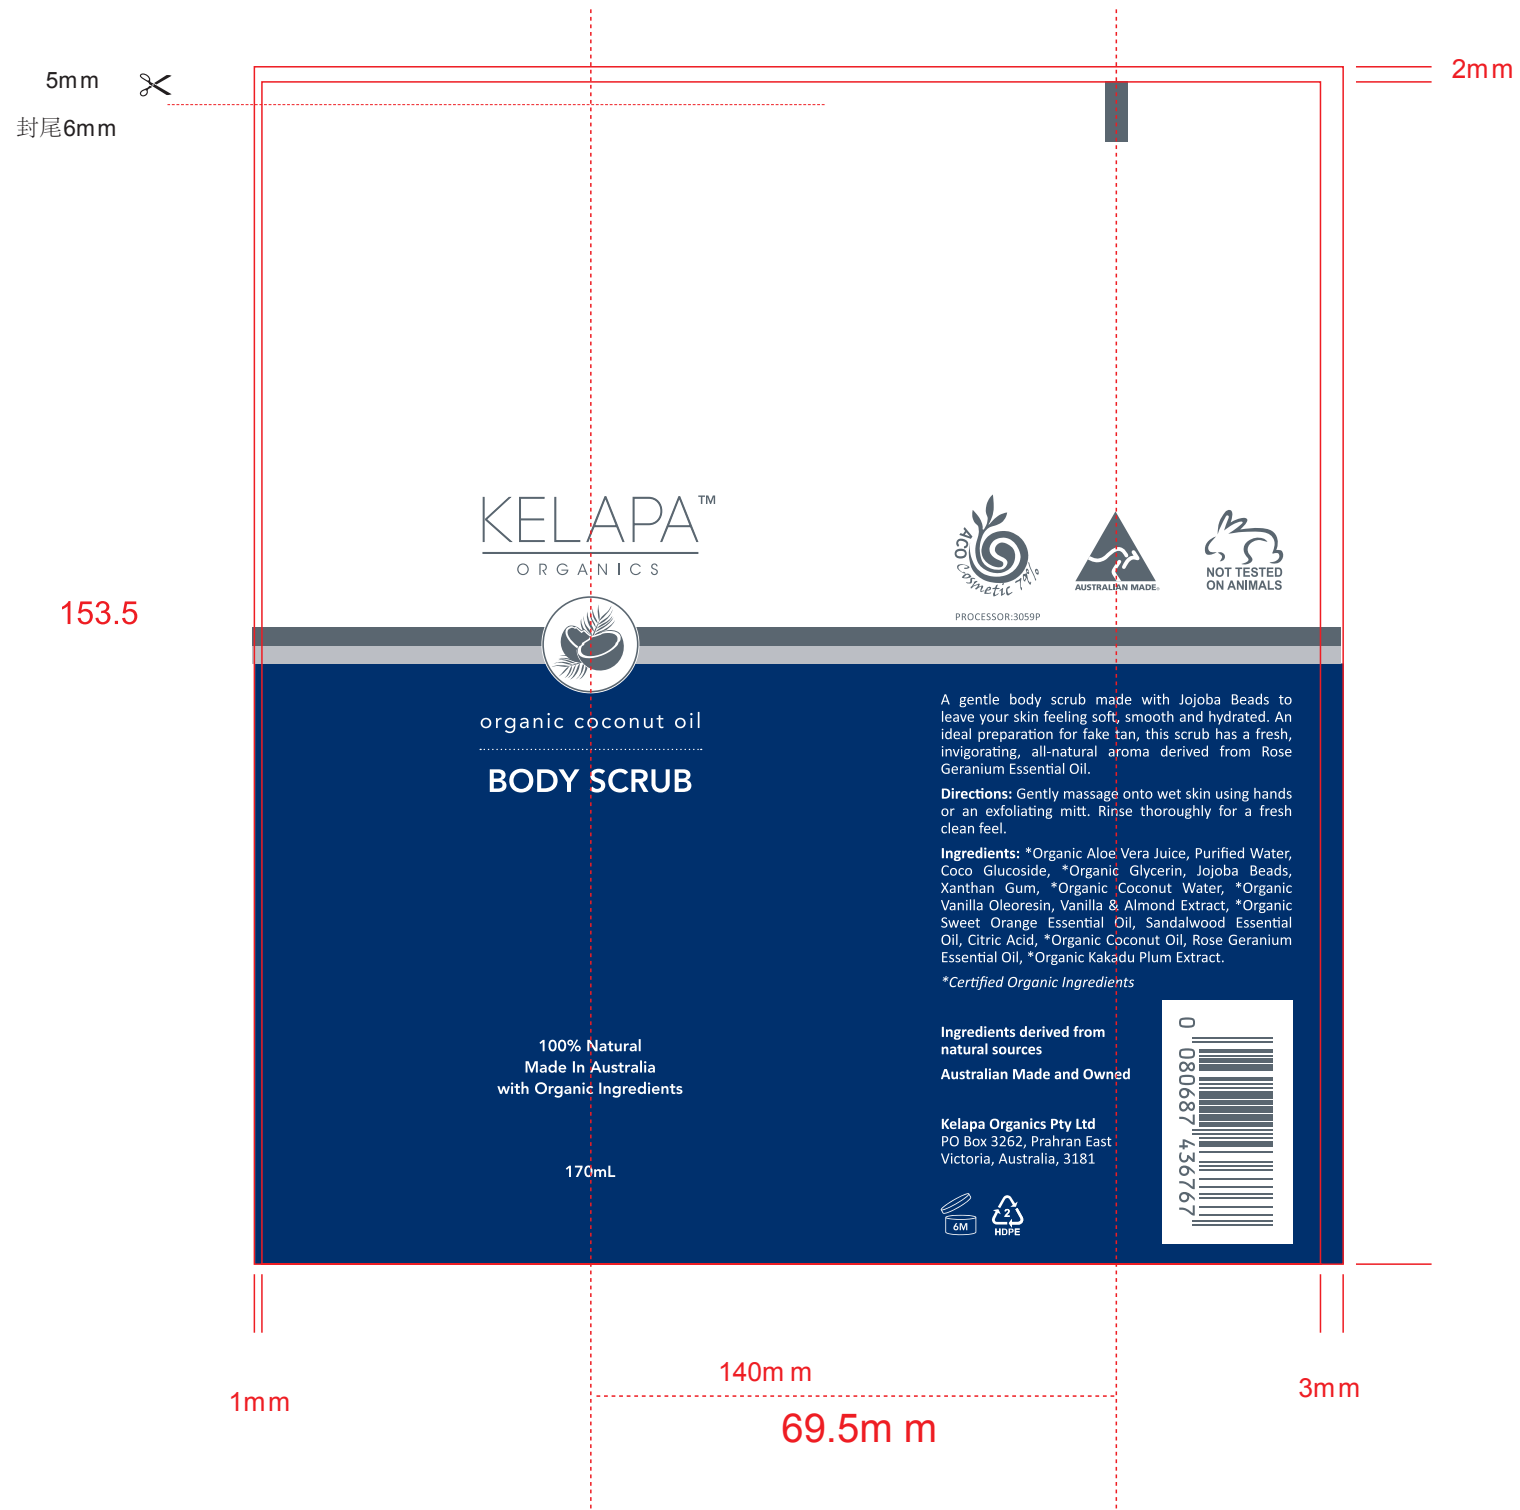 5mm
封尾6mm
2mm
153.5
KELAPA™
ORGANICS
organic coconut oil
BODY SCRUB
100% Natural
Made In Australia
with Organic Ingredients
170mL
ACO Cosmetic 79%
PROCESSOR:3059P
AUSTRALIAN MADE
NOT TESTED
ON ANIMALS
A gentle body scrub made with Jojoba Beads to
leave your skin feeling soft, smooth and hydrated. An
ideal preparation for fake tan, this scrub has a fresh,
invigorating, all-natural aroma derived from Rose
Geranium Essential Oil.
Directions: Gently massage onto wet skin using hands
or an exfoliating mitt. Rinse thoroughly for a fresh
clean feel.
Ingredients: *Organic Aloe Vera Juice, Purified Water,
Coco Glucoside, *Organic Glycerin, Jojoba Beads,
Xanthan Gum, *Organic Coconut Water, *Organic
Vanilla Oleoresin, Vanilla & Almond Extract, *Organic
Sweet Orange Essential Oil, Sandalwood Essential
Oil, Citric Acid, *Organic Coconut Oil, Rose Geranium
Essential Oil, *Organic Kakadu Plum Extract.
*Certified Organic Ingredients
Ingredients derived from
natural sources
Australian Made and Owned
Kelapa Organics Pty Ltd
PO Box 3262, Prahran East
Victoria, Australia, 3181
6M
2
HDPE
0 080687 436767
1mm
140m m
69.5m m
3mm